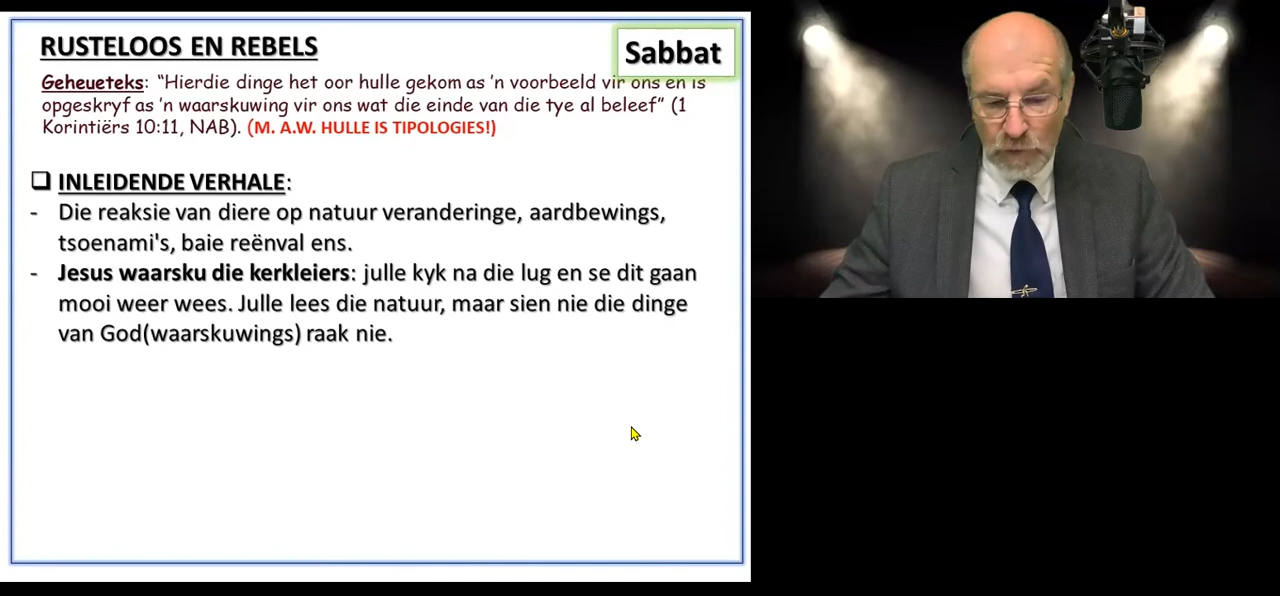 RUSTELOOS EN REBELS
Sabbat
Geheueteks: “Hierdie dinge het oor hulle gekom as ’n voorbeeld vir ons en is
opgeskryf as ’n waarskuwing vir ons wat die einde van die tye al beleef” (1
Korintiërs 10:11, NAB). (M. A.W. HULLE IS TIPOLOGIES!)
❑ INLEIDENDE VERHALE:
- Die reaksie van diere op natuur veranderinge, aardbewings,
tsoenami's, baie reënval ens.
- Jesus waarsku die kerkleiers: julle kyk na die lug en se dit gaan
mooi weer wees. Julle lees die natuur, maar sien nie die dinge
van God(waarskuwings) raak nie.